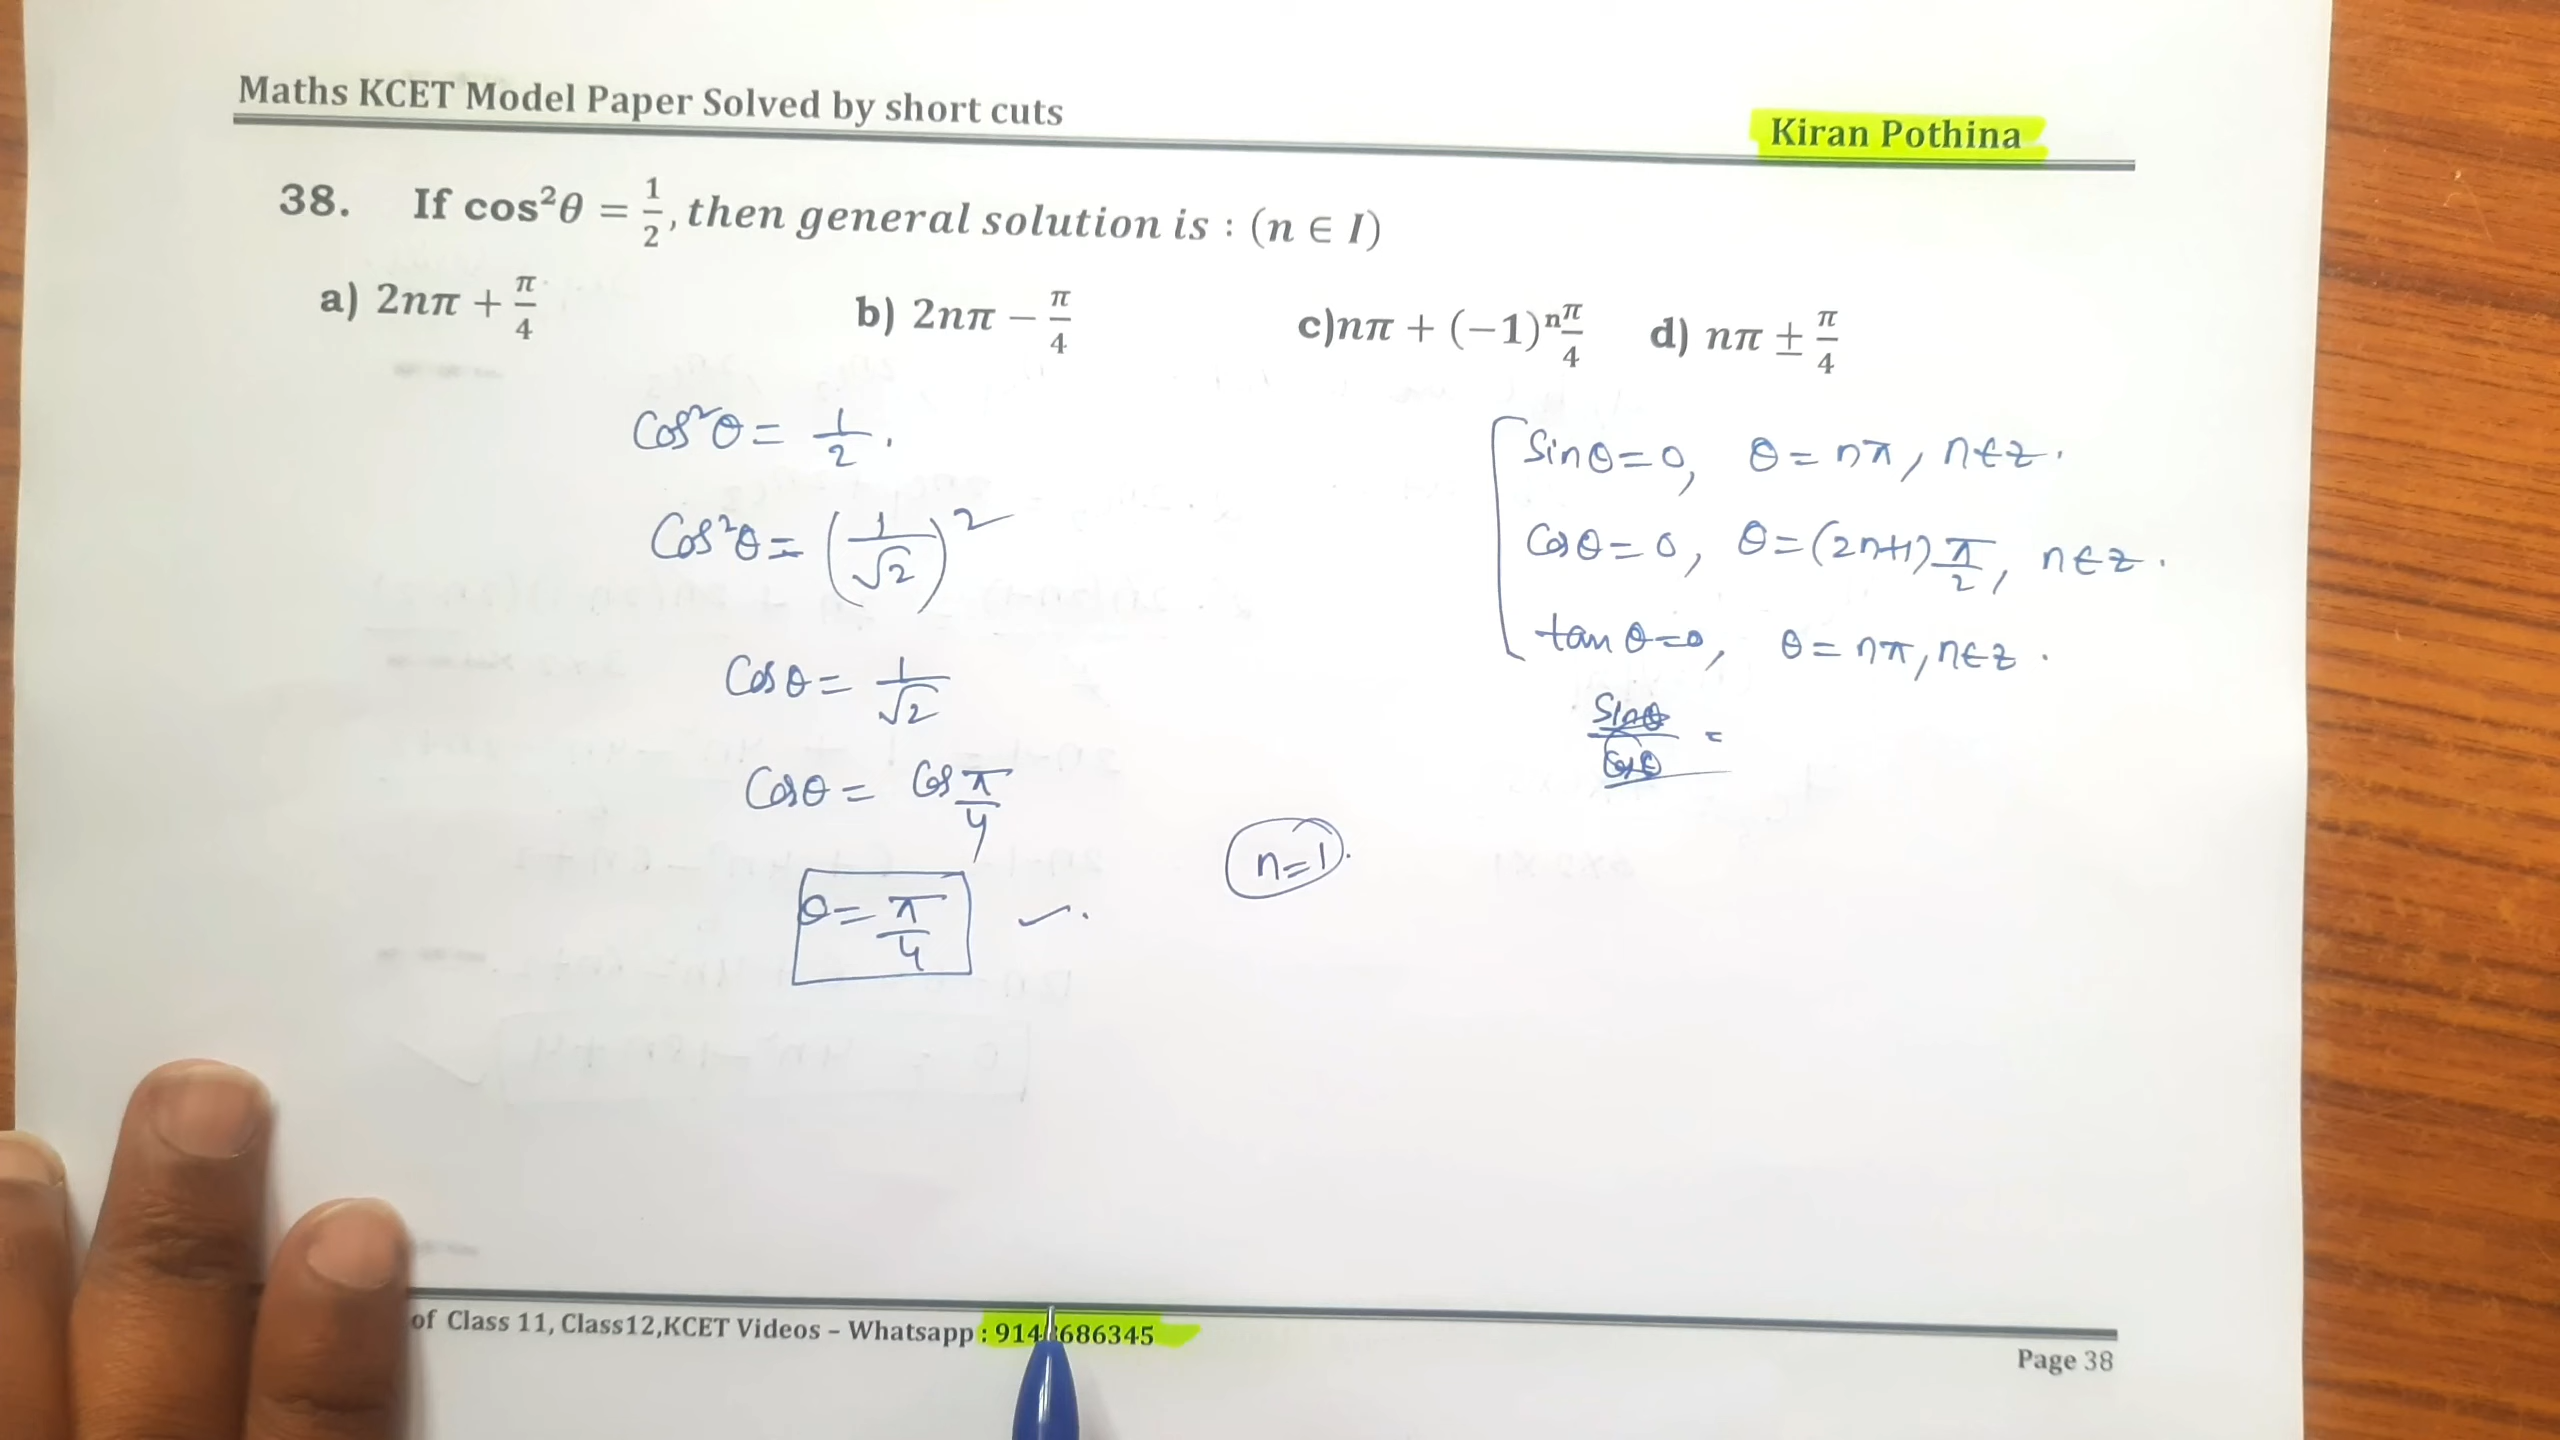 Maths KCET Model Paper Solved by short cuts
Kiran Pothina
38. If cos²θ = 1/2, then general solution is : (n ∈ I)
a) 2nπ + π/4 b) 2nπ − π/4 c)nπ + (−1)ⁿπ/4 d) nπ ± π/4
Cos²θ = 1/2.
Cos²θ = (1/√2)²
Cosθ = 1/√2
Cosθ = Cos π/4
θ = π/4
Sinθ=0, θ = nπ, n∈z.
Cosθ=0, θ=(2n+1)π/2, n∈z.
tanθ=0, θ = nπ, n∈z.
Sinθ/Cosθ =
n=1.
of Class 11, Class12,KCET Videos – Whatsapp :
Page 38